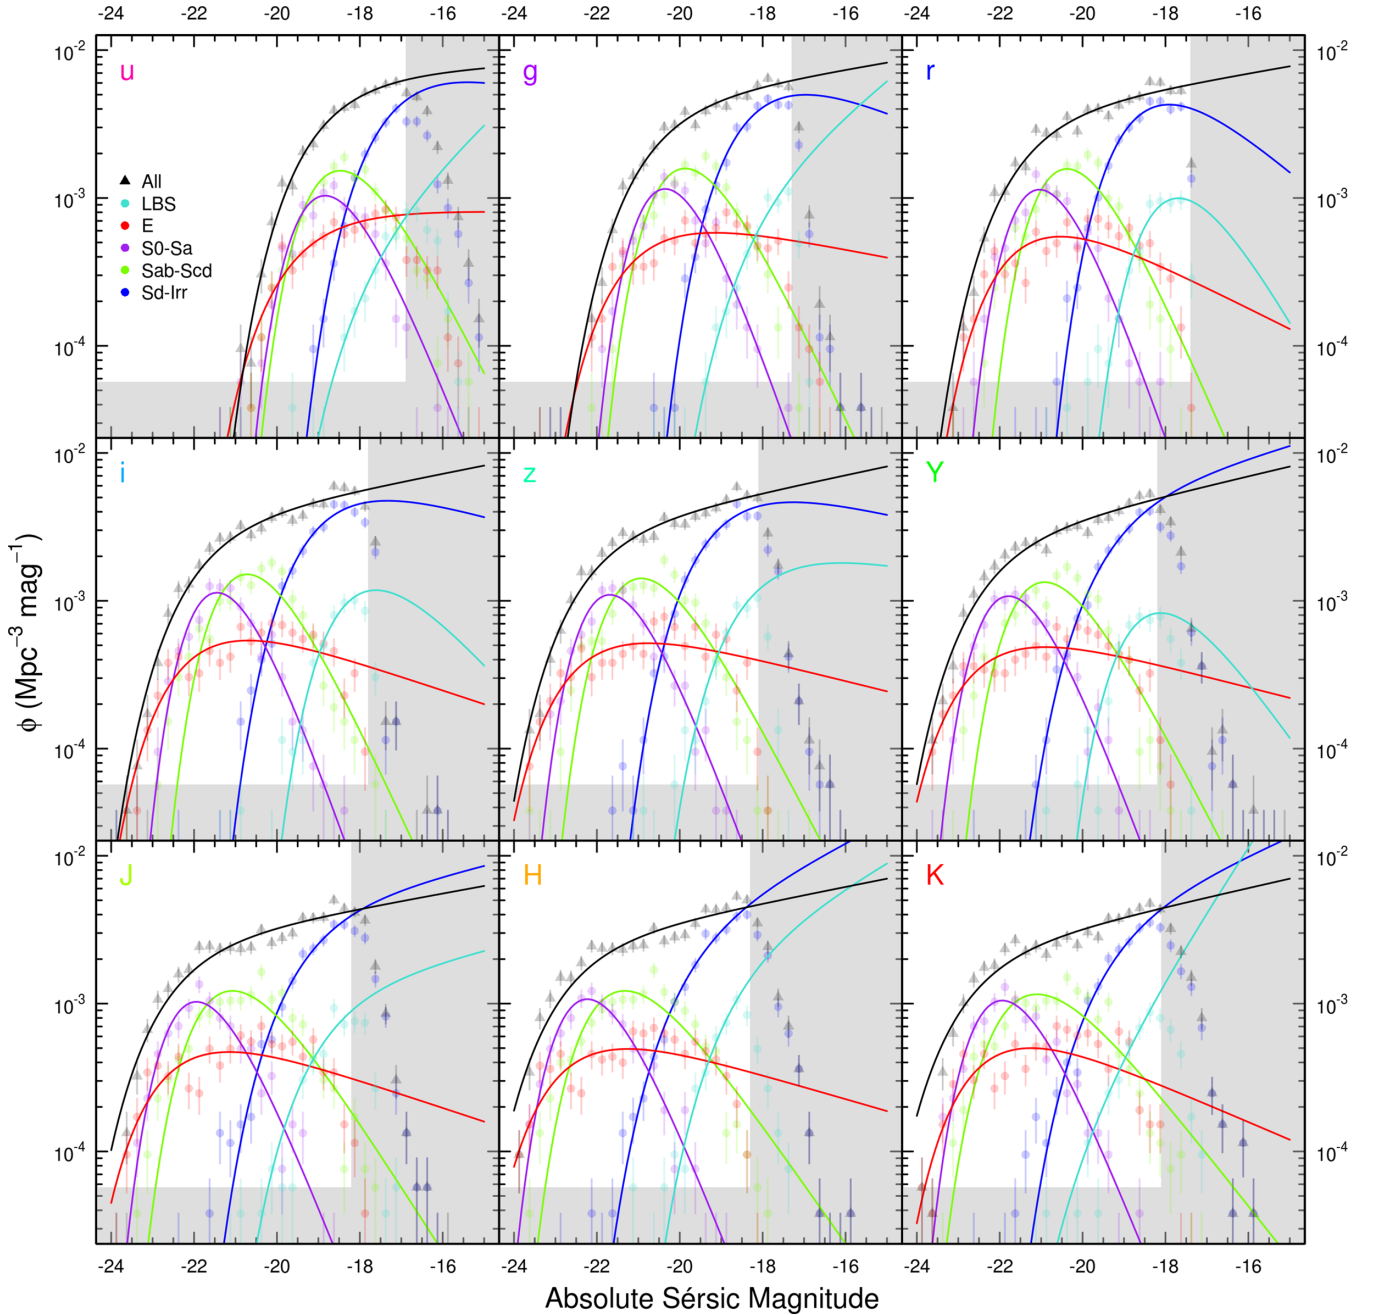 -24 -22 -20 -18 -16 -24 -22 -20 -18 -16 -24 -22 -20 -18 -16
10-2 u g r 10-2
All
LBS
10-3 E 10-3
S0-Sa
Sab-Scd
Sd-Irr
10-4 10-4
10-2 i z Y 10-2
10-3 10-3
10-4 10-4
ϕ (Mpc−3 mag−1)
10-2 J H K 10-2
10-3 10-3
10-4 10-4
-24 -22 -20 -18 -16 -24 -22 -20 -18 -16 -24 -22 -20 -18 -16
Absolute Sérsic Magnitude